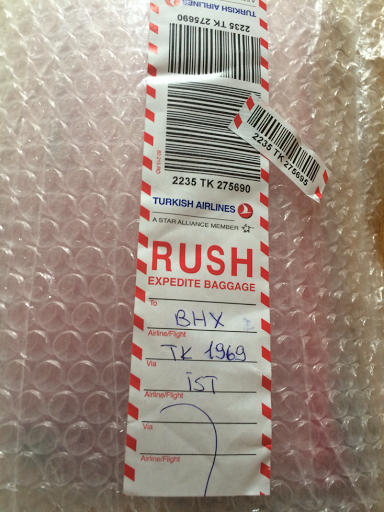 TURKISH AIRLINES
2235 TK 275690
2235 TK 275695
2235 TK 275690
TURKISH AIRLINES
A STAR ALLIANCE MEMBER
RUSH
EXPEDITE BAGGAGE
To
BHX
Airline/Flight
TK 1969
Via
İST
Airline/Flight
Via
Airline/Flight